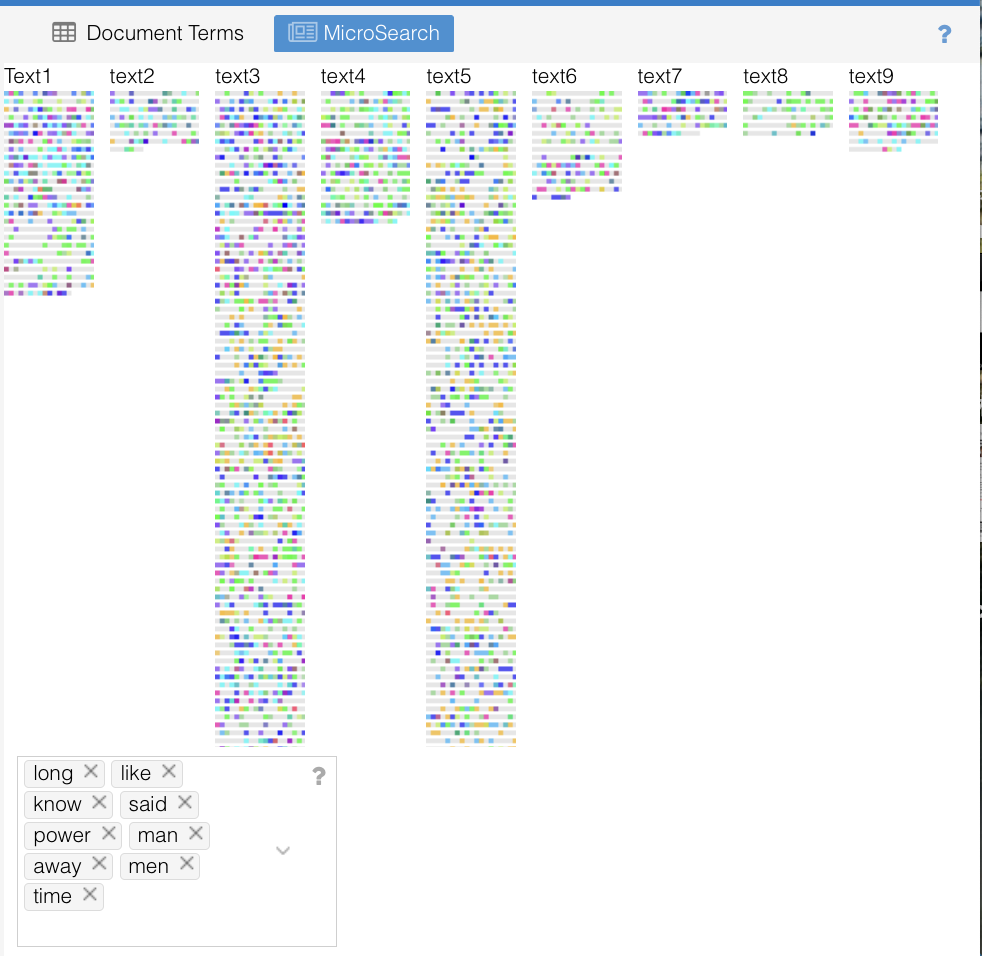 Document Terms MicroSearch ?
Text1 text2 text3 text4 text5 text6 text7 text8 text9
long × like × ?
know × said ×
power × man ×
away × men ×
time ×